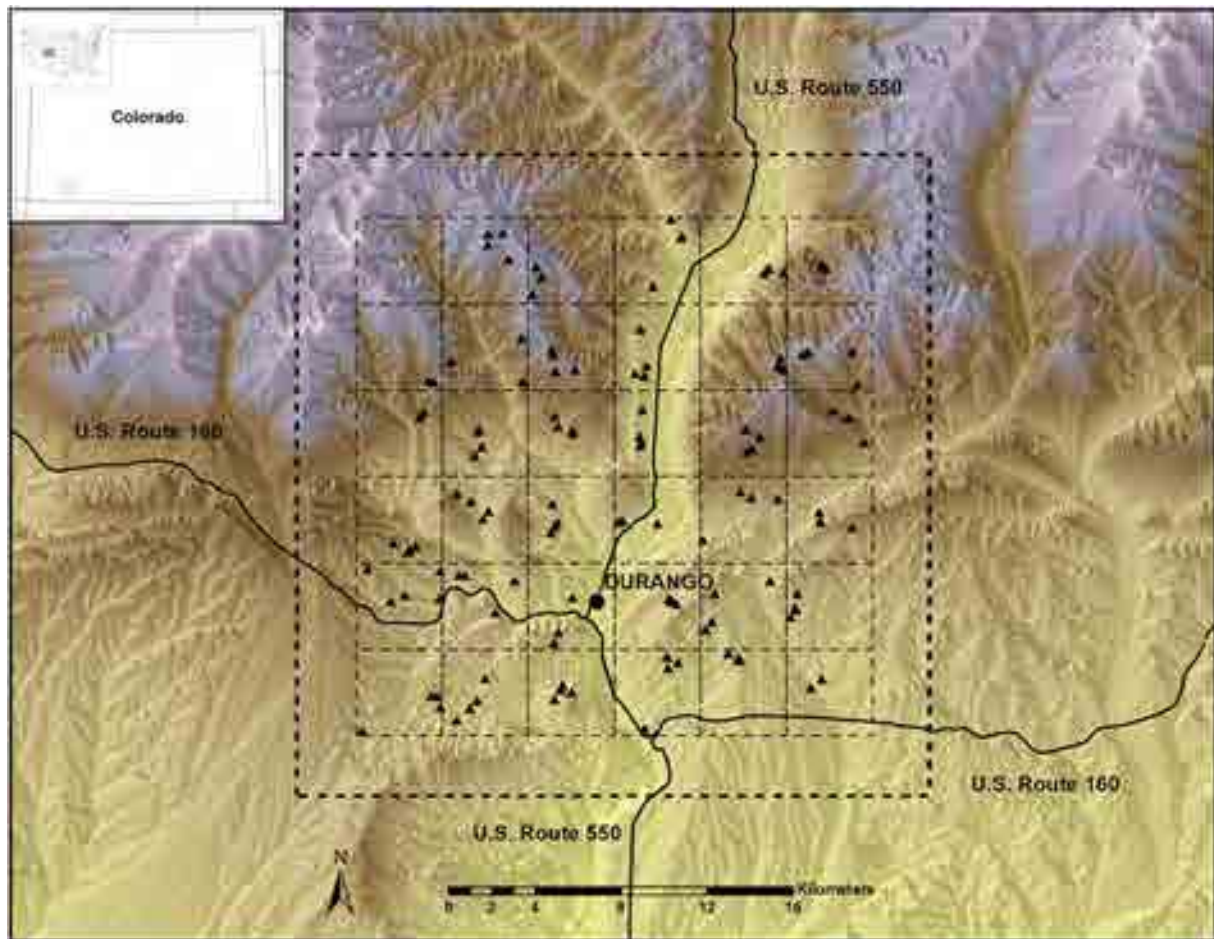 Colorado
U.S. Route 550
U.S. Route 160
DURANGO
U.S. Route 160
U.S. Route 550
N
Kilometers
0 2 4 8 12 16